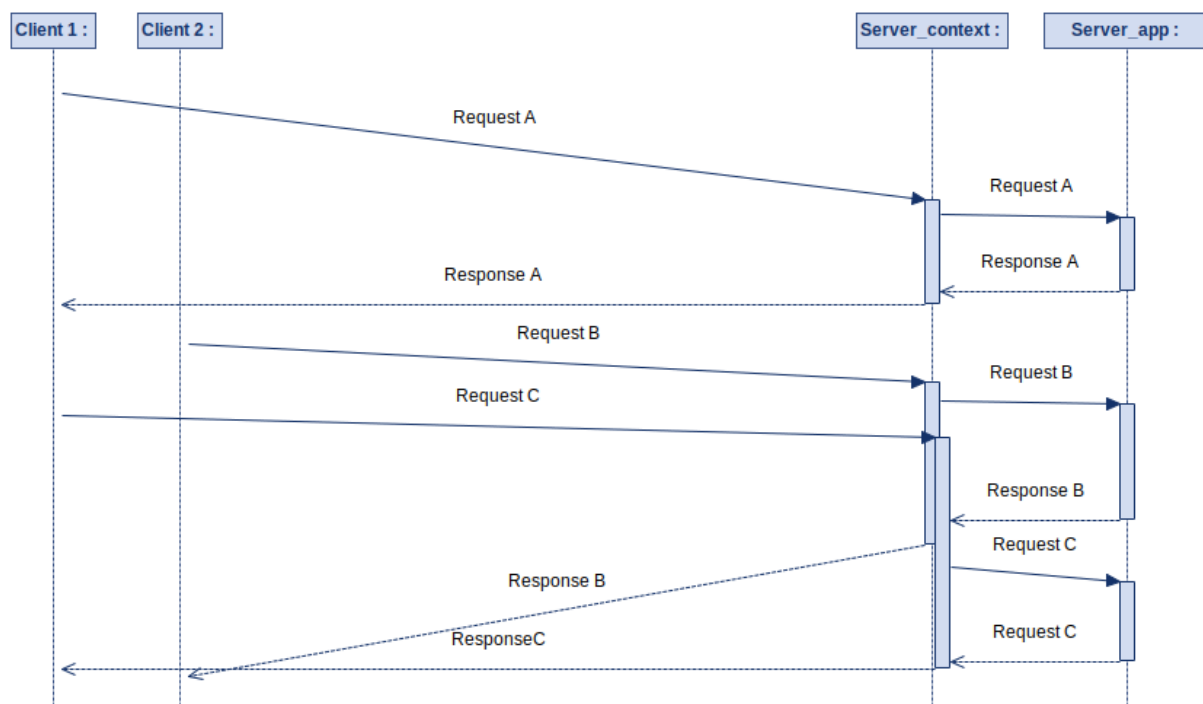 Client 1 :
Client 2 :
Server_context :
Server_app :
Request A
Request A
Response A
Response A
Request B
Request B
Request C
Response B
Request C
Response B
Request C
ResponseC